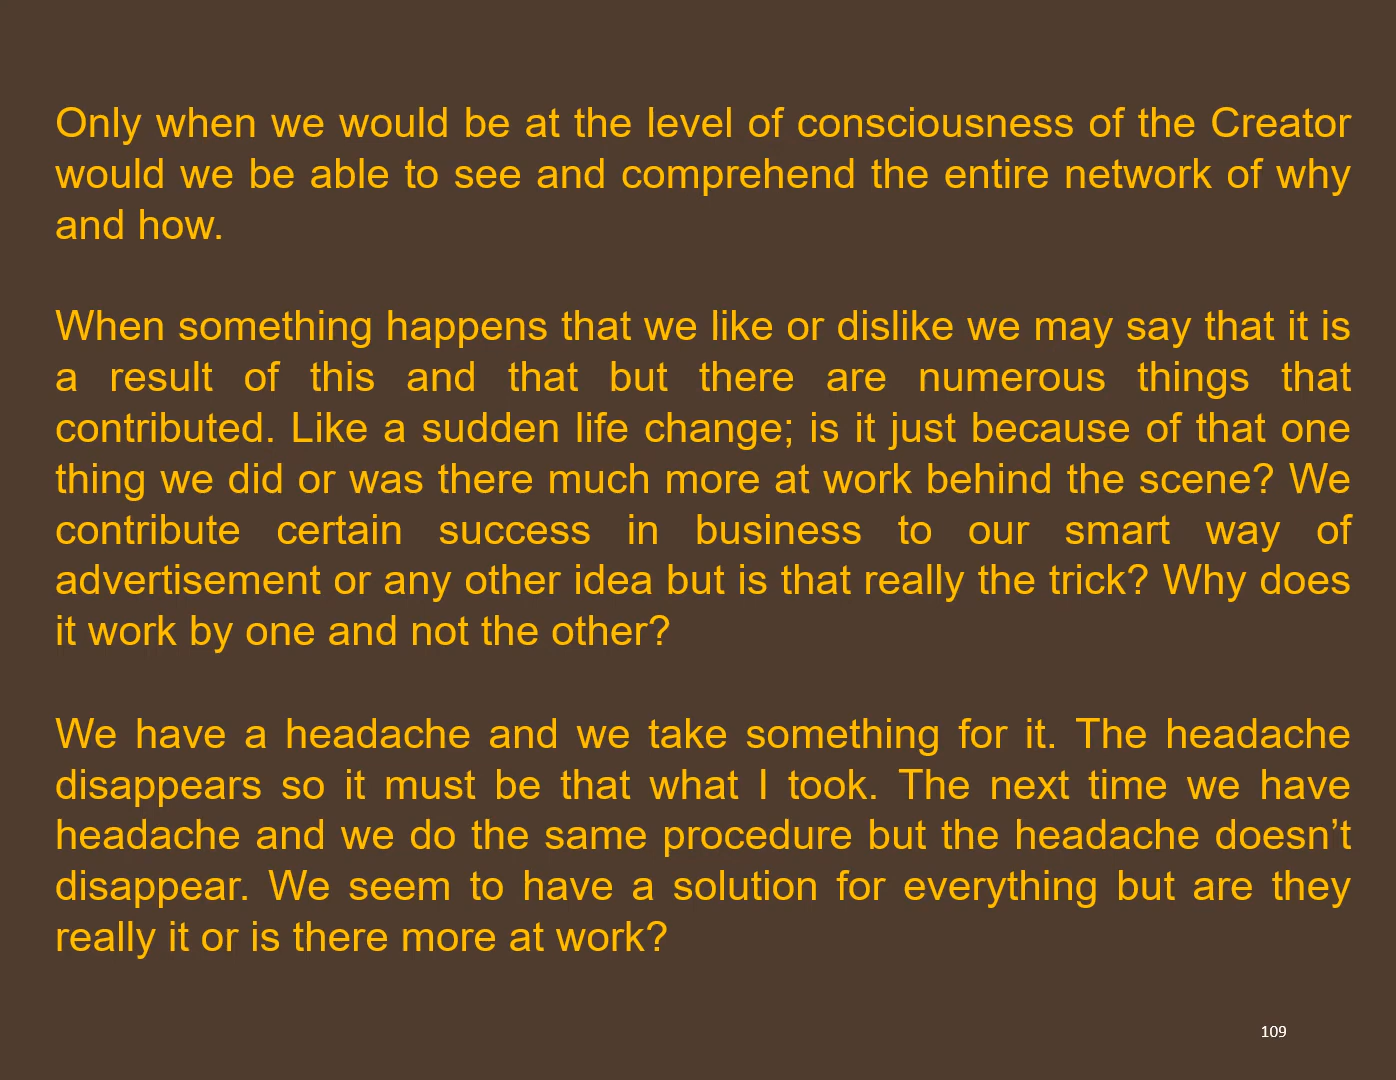 Only when we would be at the level of consciousness of the Creator
would we be able to see and comprehend the entire network of why
and how.
When something happens that we like or dislike we may say that it is
a result of this and that but there are numerous things that
contributed. Like a sudden life change; is it just because of that one
thing we did or was there much more at work behind the scene? We
contribute certain success in business to our smart way of
advertisement or any other idea but is that really the trick? Why does
it work by one and not the other?
We have a headache and we take something for it. The headache
disappears so it must be that what I took. The next time we have
headache and we do the same procedure but the headache doesn’t
disappear. We seem to have a solution for everything but are they
really it or is there more at work?
109